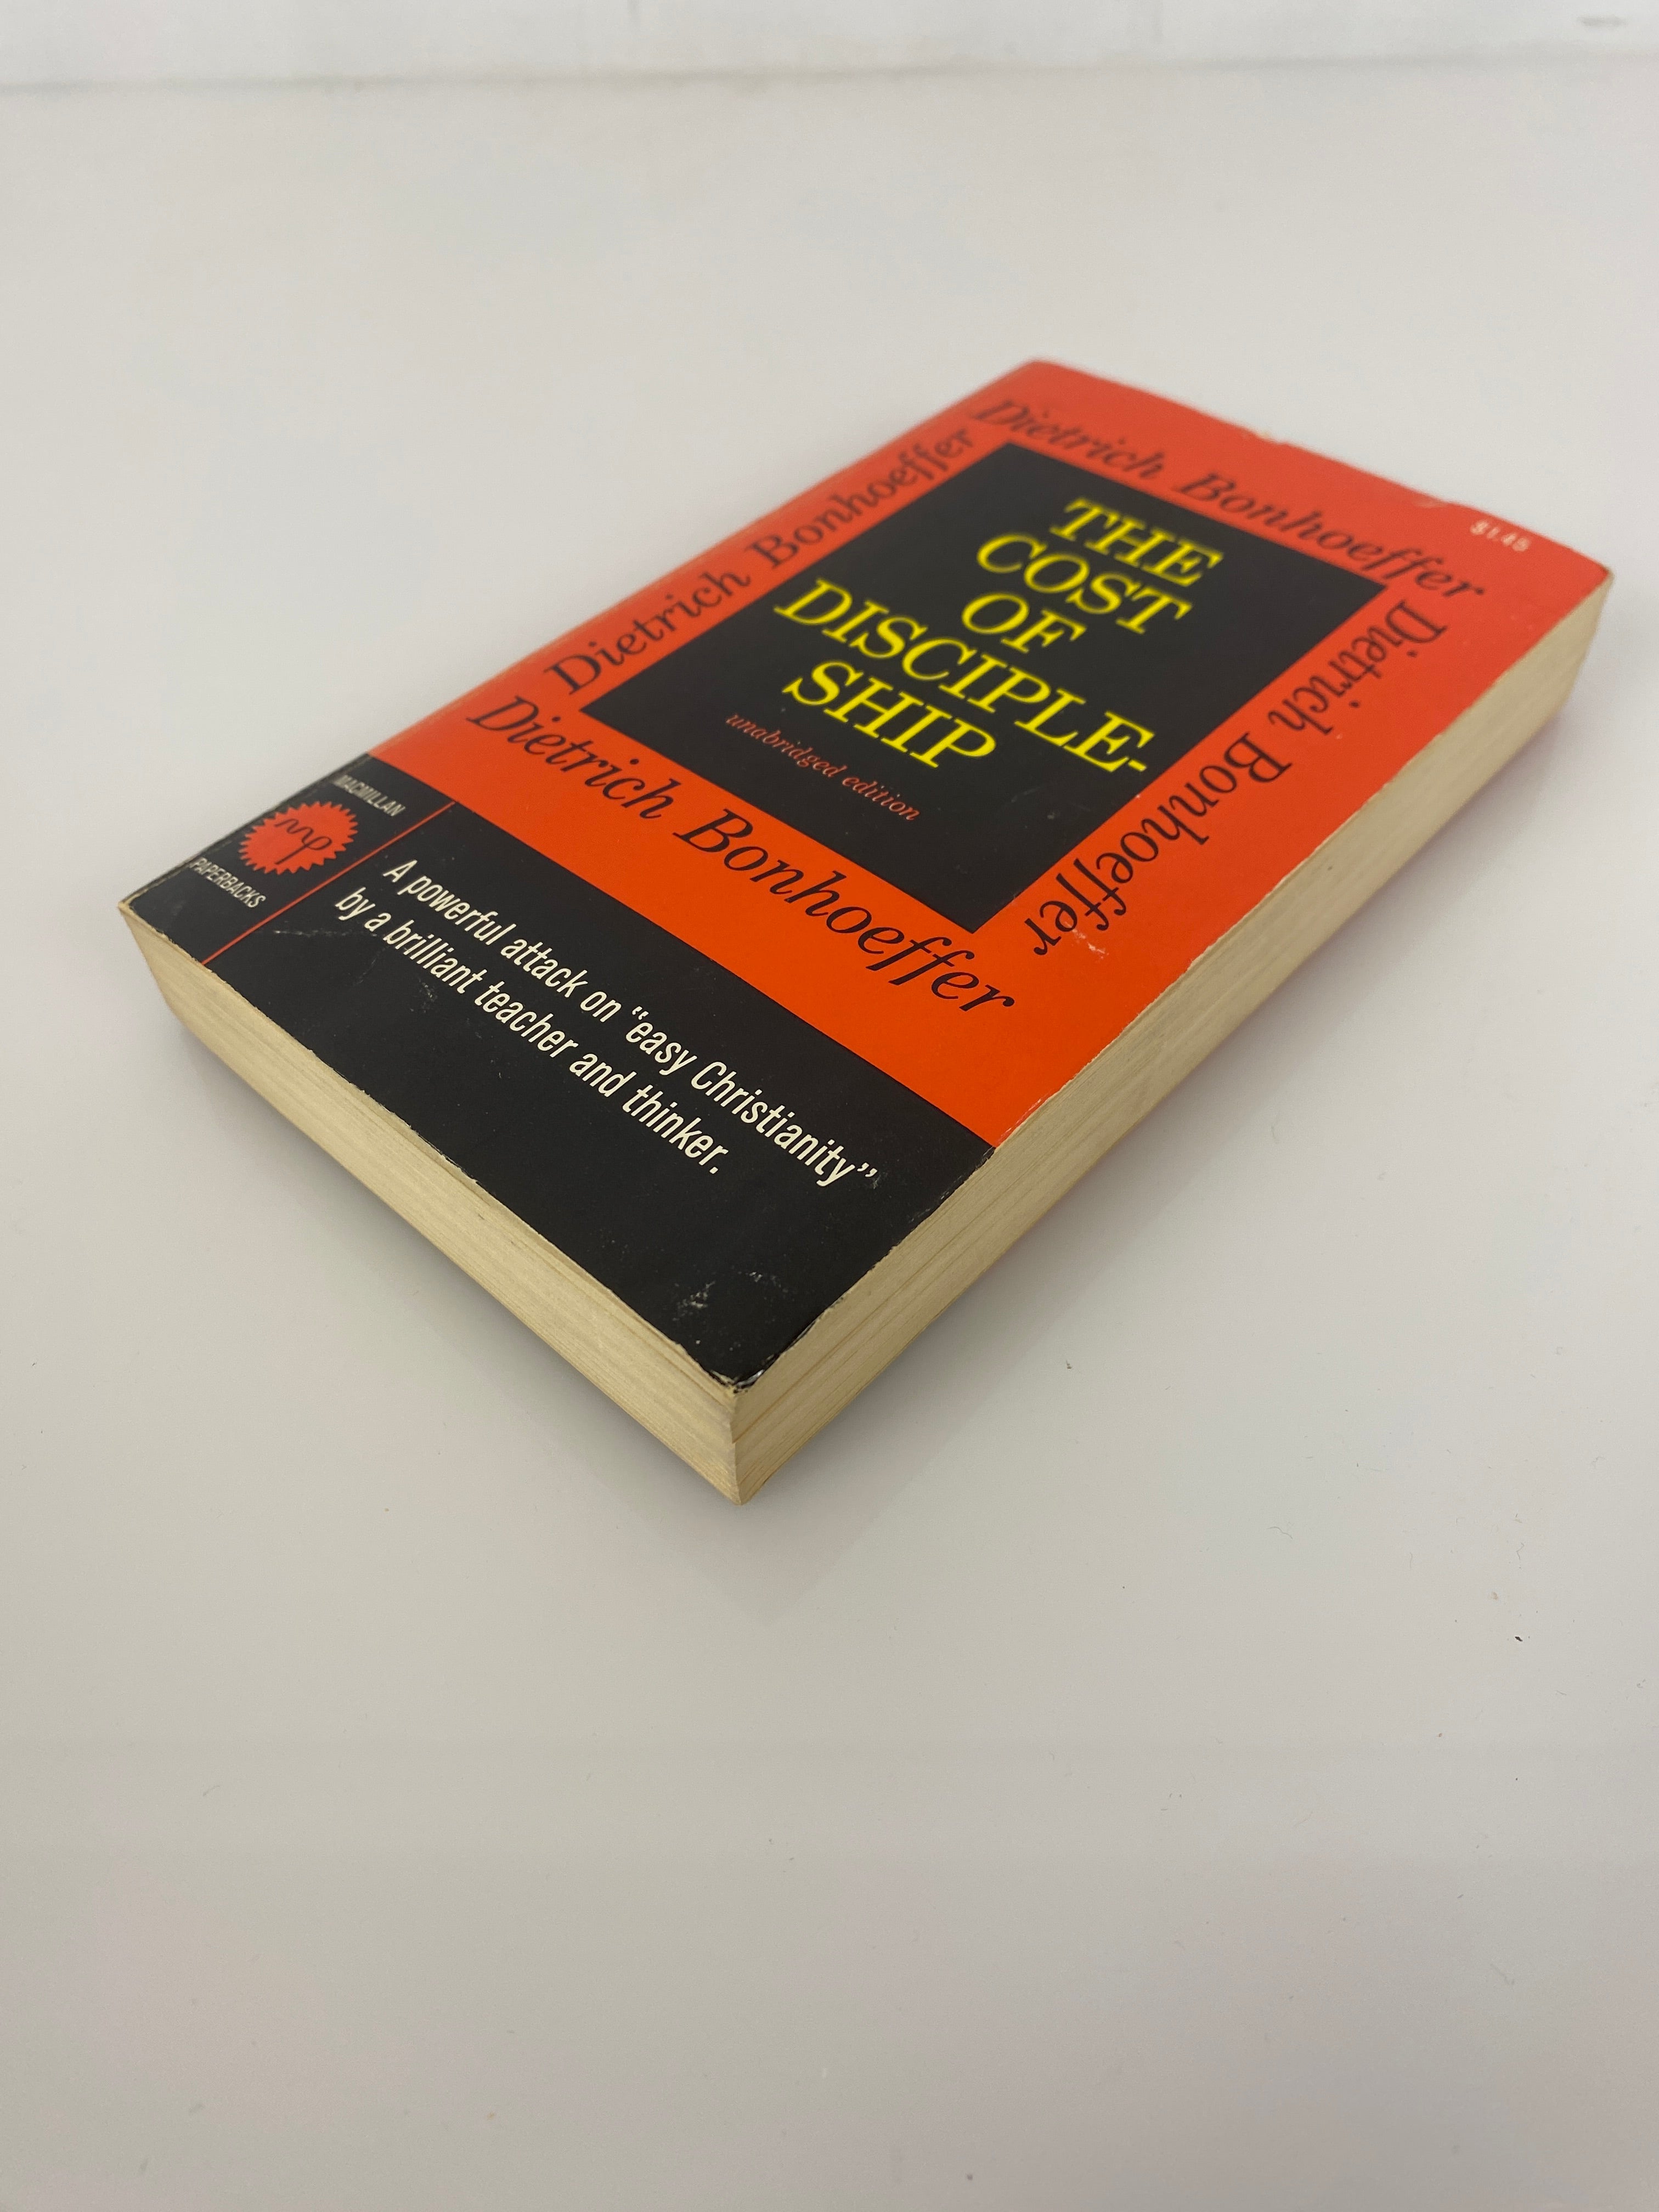 $1.45
Dietrich Bonhoeffer
Dietrich Bonhoeffer
THE
COST
OF
DISCIPLE-
SHIP
unabridged edition
Dietrich Bonhoeffer
Dietrich Bonhoeffer
MACMILLAN
mp
PAPERBACKS
A powerful attack on “easy Christianity”
by a brilliant teacher and thinker.